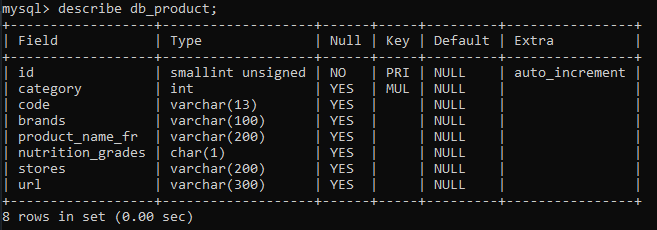 mysql> describe db_product;
+------------------+-------------------+------+-----+---------+----------------+
| Field            | Type              | Null | Key | Default | Extra          |
+------------------+-------------------+------+-----+---------+----------------+
| id               | smallint unsigned | NO   | PRI | NULL    | auto_increment |
| category         | int               | YES  | MUL | NULL    |                |
| code             | varchar(13)       | YES  |     | NULL    |                |
| brands           | varchar(100)      | YES  |     | NULL    |                |
| product_name_fr  | varchar(200)      | YES  |     | NULL    |                |
| nutrition_grades | char(1)           | YES  |     | NULL    |                |
| stores           | varchar(200)      | YES  |     | NULL    |                |
| url              | varchar(300)      | YES  |     | NULL    |                |
+------------------+-------------------+------+-----+---------+----------------+
8 rows in set (0.00 sec)